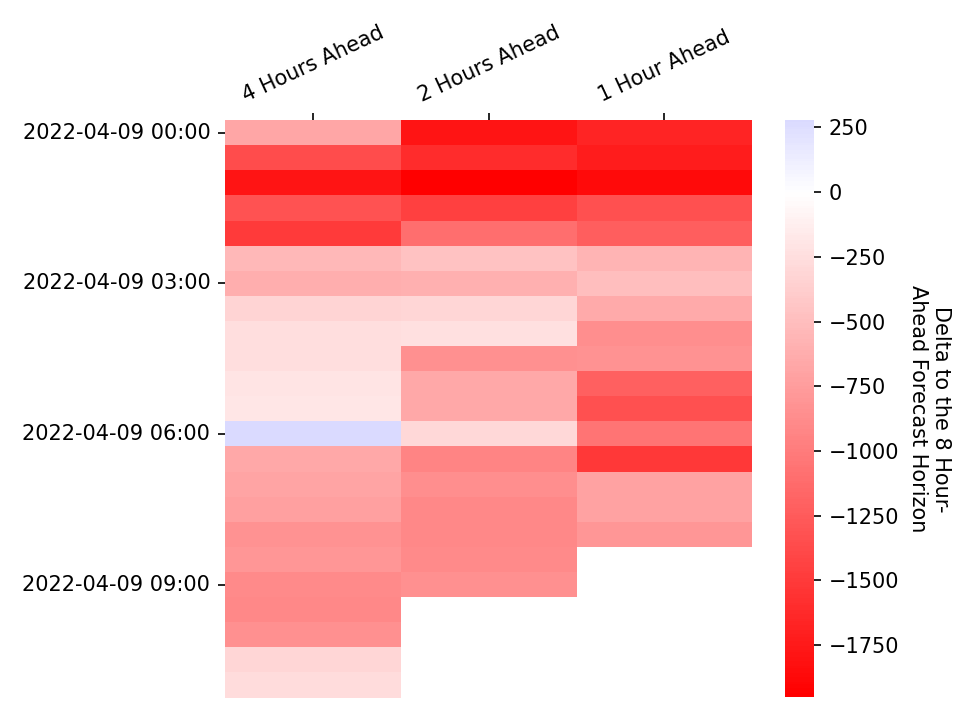 4 Hours Ahead
2 Hours Ahead
1 Hour Ahead
2022-04-09 00:00
2022-04-09 03:00
2022-04-09 06:00
2022-04-09 09:00
250
0
−250
−500
−750
−1000
−1250
−1500
−1750
Delta to the 8 Hour-
Ahead Forecast Horizon